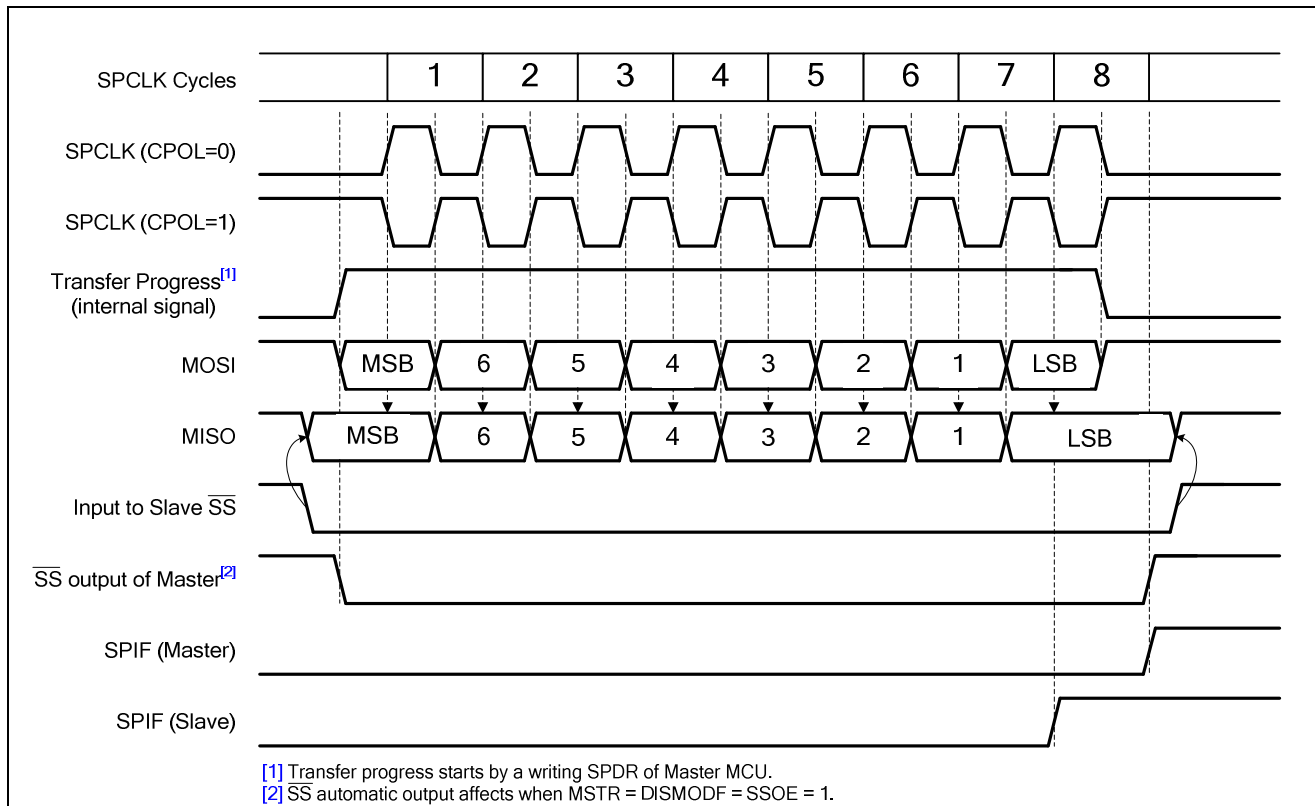 SPCLK Cycles 1 2 3 4 5 6 7 8
SPCLK (CPOL=0)
SPCLK (CPOL=1)
Transfer Progress[1]
(internal signal)
MOSI MSB 6 5 4 3 2 1 LSB
MISO MSB 6 5 4 3 2 1 LSB
Input to Slave S̅S̅
S̅S̅ output of Master[2]
SPIF (Master)
SPIF (Slave)
[1] Transfer progress starts by a writing SPDR of Master MCU.
[2] S̅S̅ automatic output affects when MSTR = DISMODF = SSOE = 1.